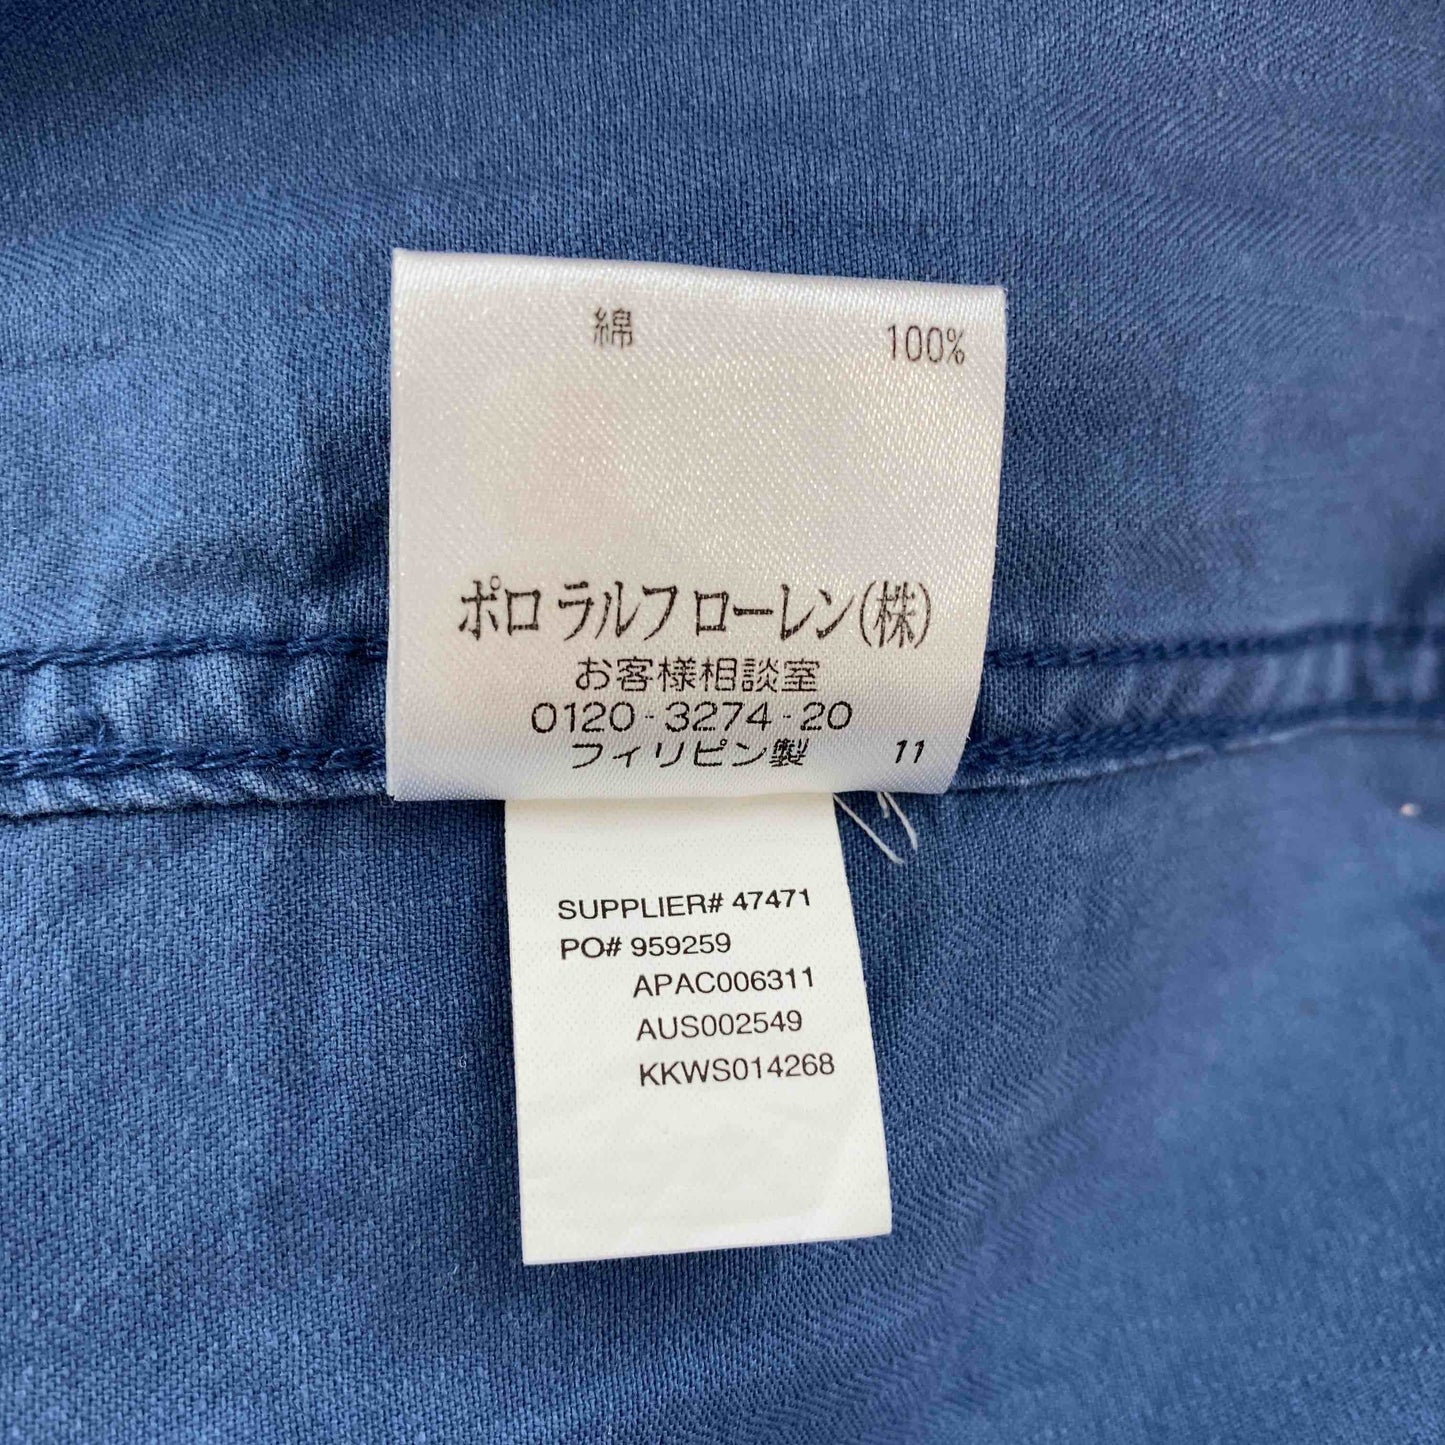 綿 100%
ポロ ラルフ ローレン(株)
お客様相談室
0120-3274-20
フィリピン製 11
SUPPLIER# 47471
PO# 959259
APAC006311
AUS002549
KKWS014268